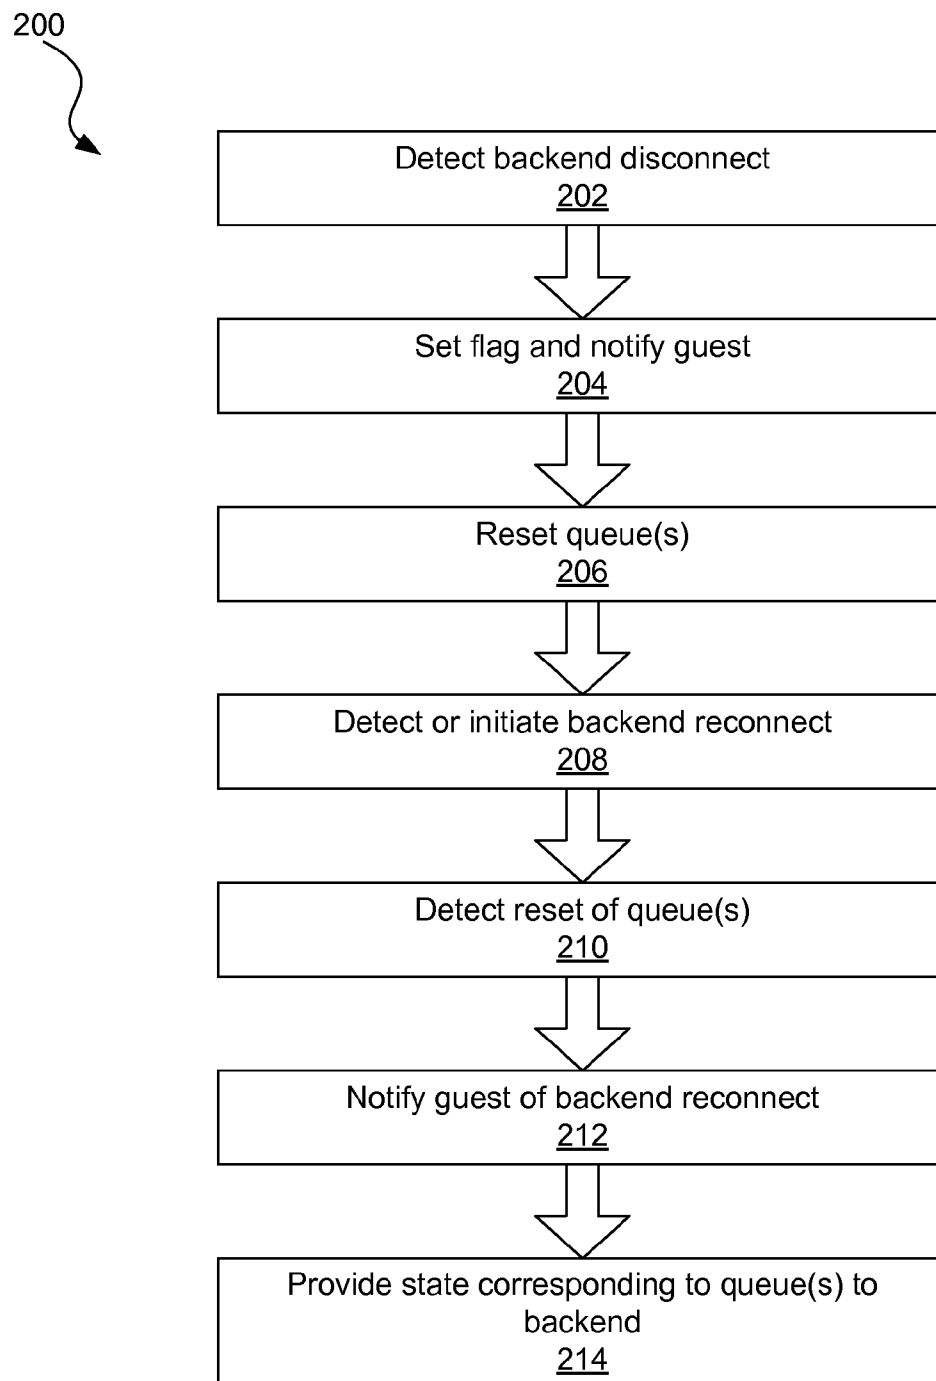 200
Detect backend disconnect
202
Set flag and notify guest
204
Reset queue(s)
206
Detect or initiate backend reconnect
208
Detect reset of queue(s)
210
Notify guest of backend reconnect
212
Provide state corresponding to queue(s) to
backend
214